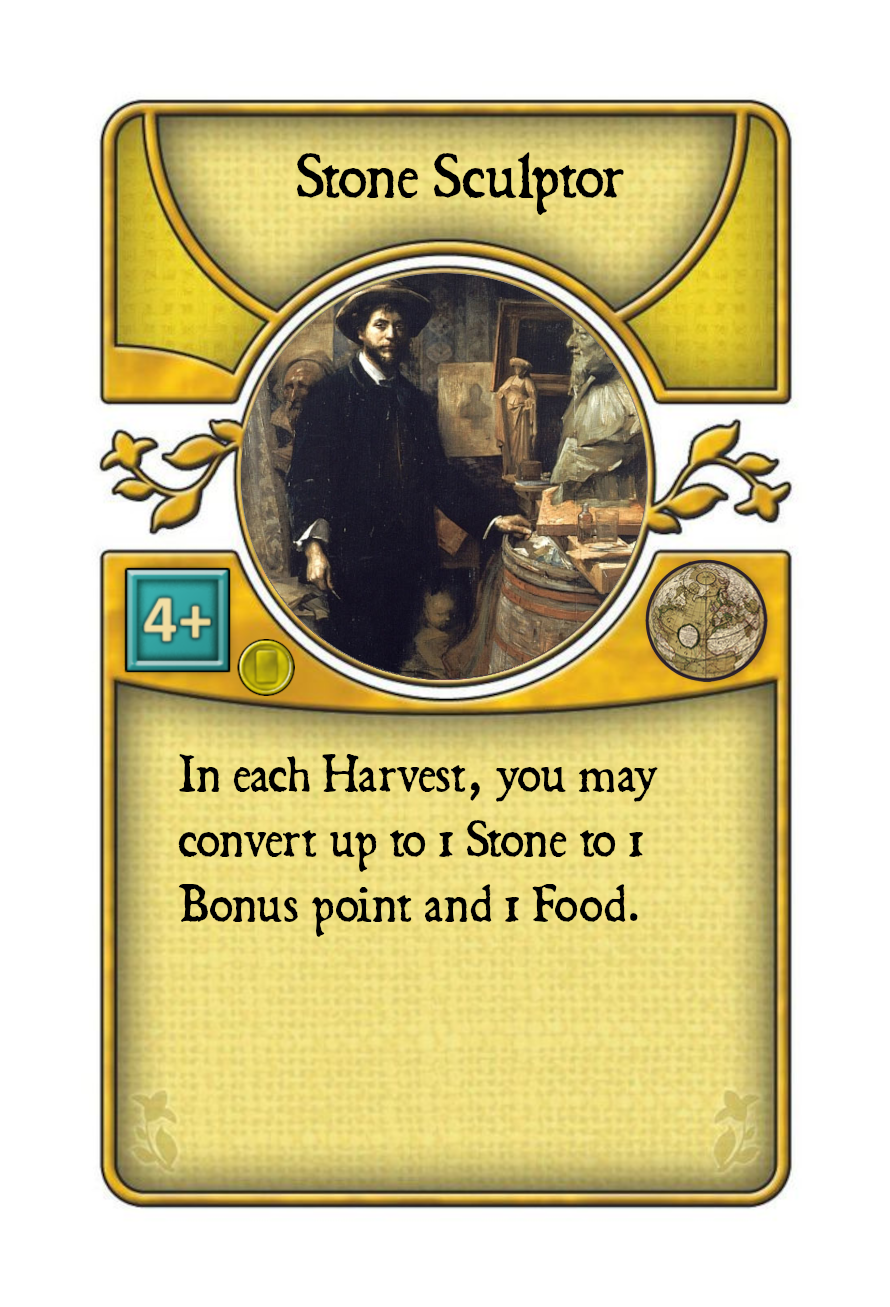 Stone Sculptor
4+
In each Harvest, you may
convert up to 1 Stone to 1
Bonus point and 1 Food.